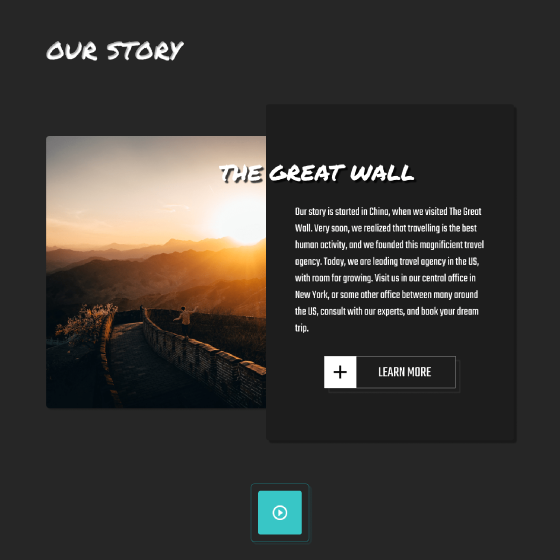 OUR STORY
THE GREAT WALL
Our story is started in China, when we visited The Great
Wall. Very soon, we realized that travelling is the best
human activity, and we founded this magnificient travel
agency. Today, we are leading travel agency in the US,
with room for growing. Visit us in our central office in
New York, or some other office between many around
the US, consult with our experts, and book your dream
trip.
LEARN MORE